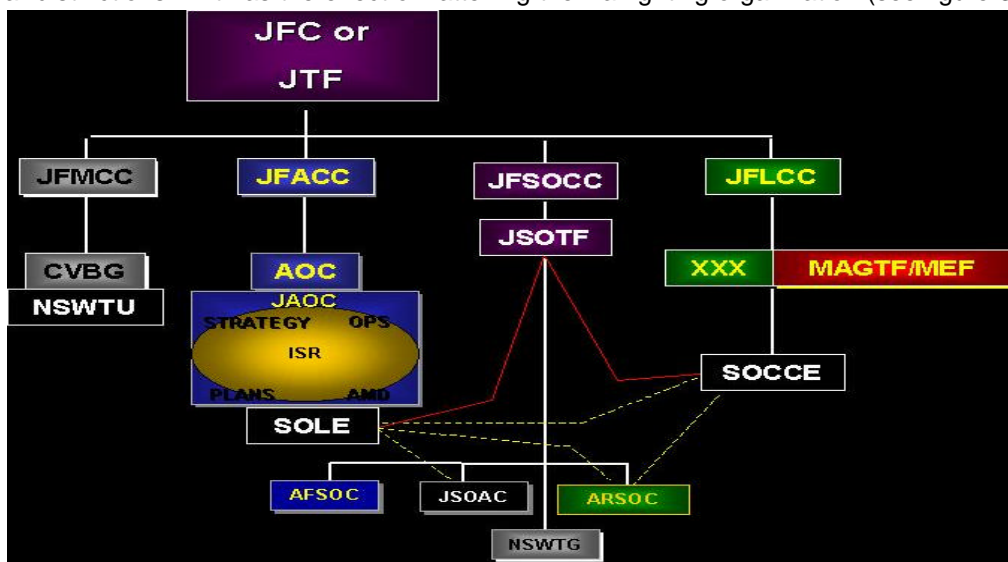 JFC or
JTF
JFMCC
JFACC
JFSOCC
JFLCC
JSOTF
CVBG
AOC
XXX
MAGTF/MEF
NSWTU
JAOC
STRATEGY OPS
ISR
PLANS AMD
SOCCE
SOLE
AFSOC
JSOAC
ARSOC
NSWTG